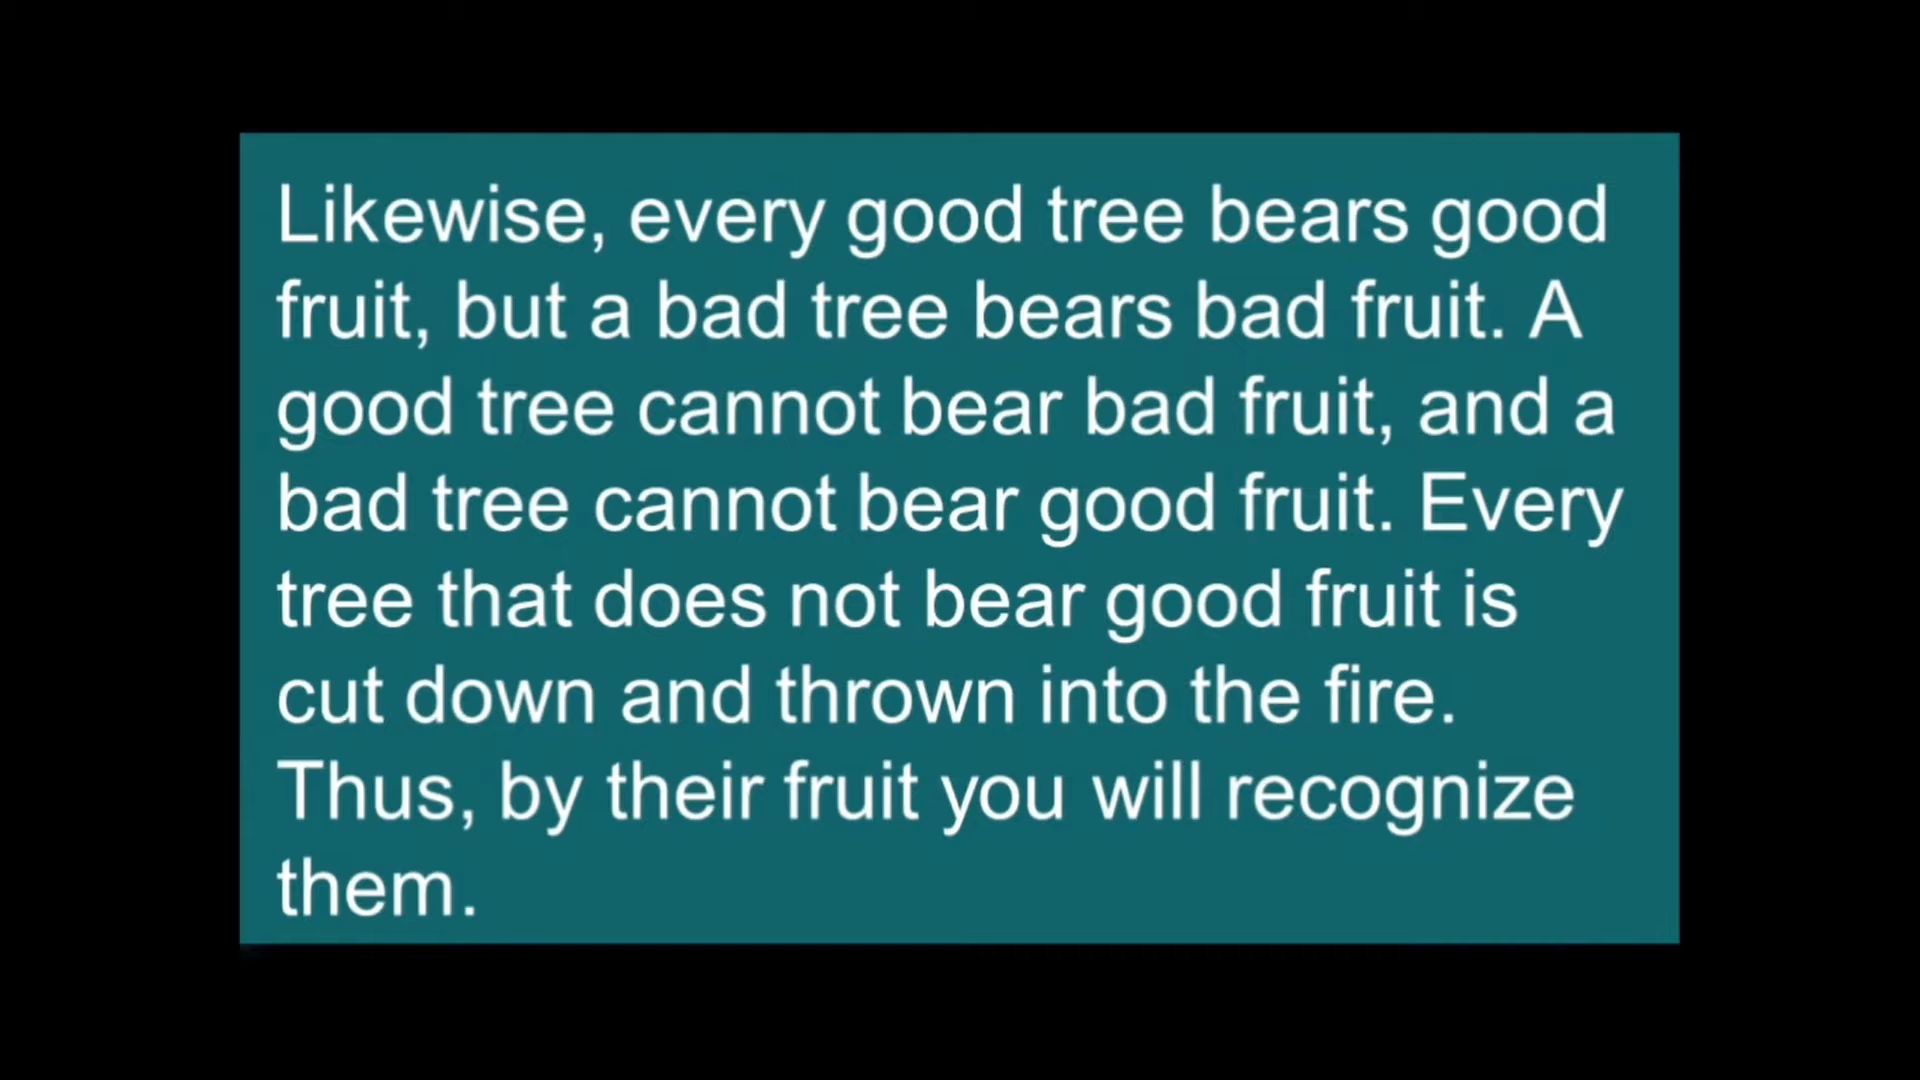 Likewise, every good tree bears good
fruit, but a bad tree bears bad fruit. A
good tree cannot bear bad fruit, and a
bad tree cannot bear good fruit. Every
tree that does not bear good fruit is
cut down and thrown into the fire.
Thus, by their fruit you will recognize
them.